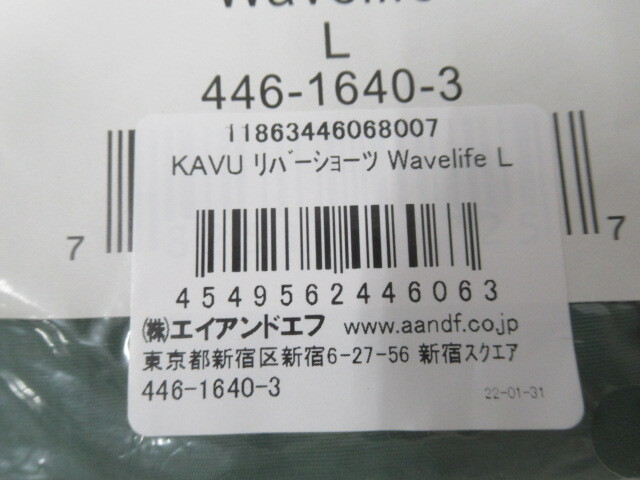 Wavelife
L
446-1640-3
11863446068007
KAVU ﾘﾊﾞｰｼｮｰﾂ Wavelife L
7 7
4549562446063
㈱エイアンドエフ www.aandf.co.jp
東京都新宿区新宿6-27-56 新宿ｽｸｴｱ
446-1640-3 22-01-31